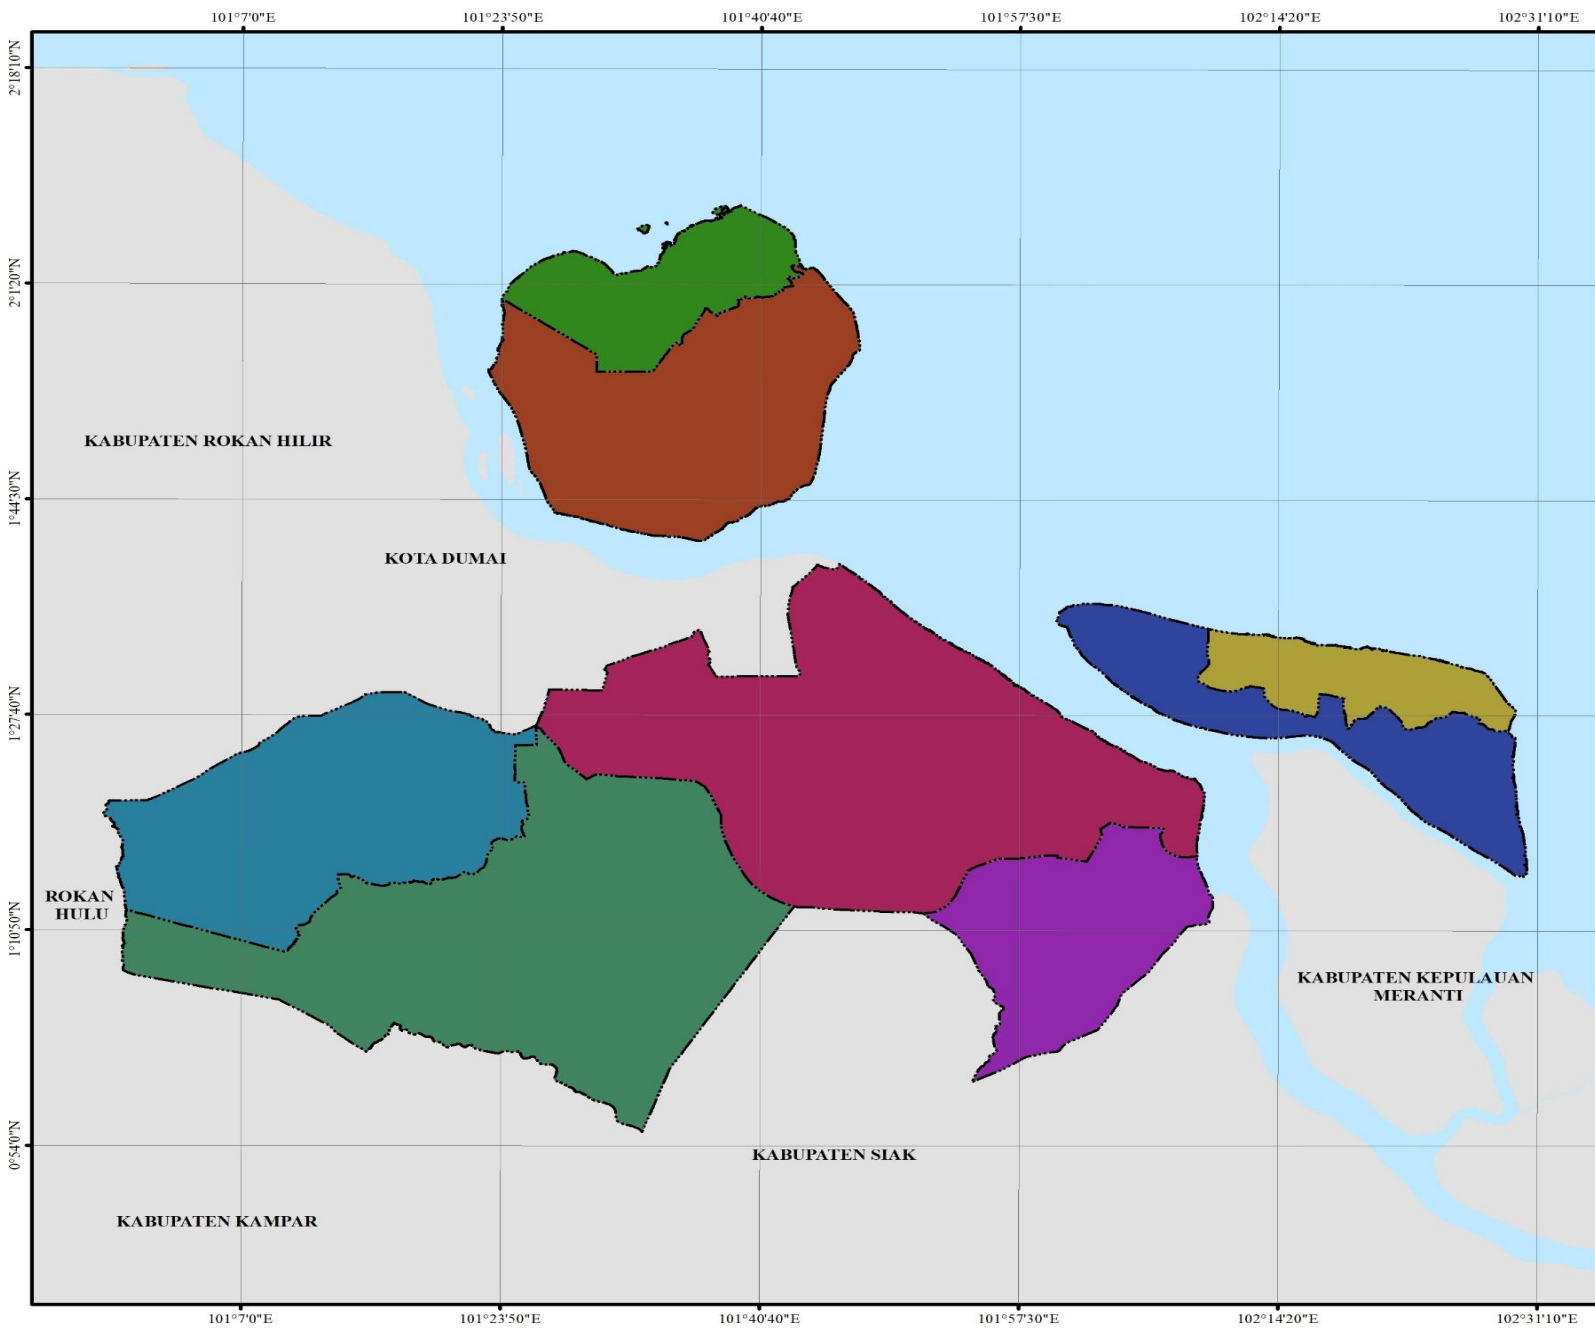 101°7'0"E 101°23'50"E 101°40'40"E 101°57'30"E 102°14'20"E 102°31'10"E
2°18'10"N
2°1'20"N
KABUPATEN ROKAN HILIR
1°44'30"N
KOTA DUMAI
1°27'40"N
ROKAN
HULU
1°10'50"N
KABUPATEN KEPULAUAN
MERANTI
0°54'0"N
KABUPATEN SIAK
KABUPATEN KAMPAR
101°7'0"E 101°23'50"E 101°40'40"E 101°57'30"E 102°14'20"E 102°31'10"E